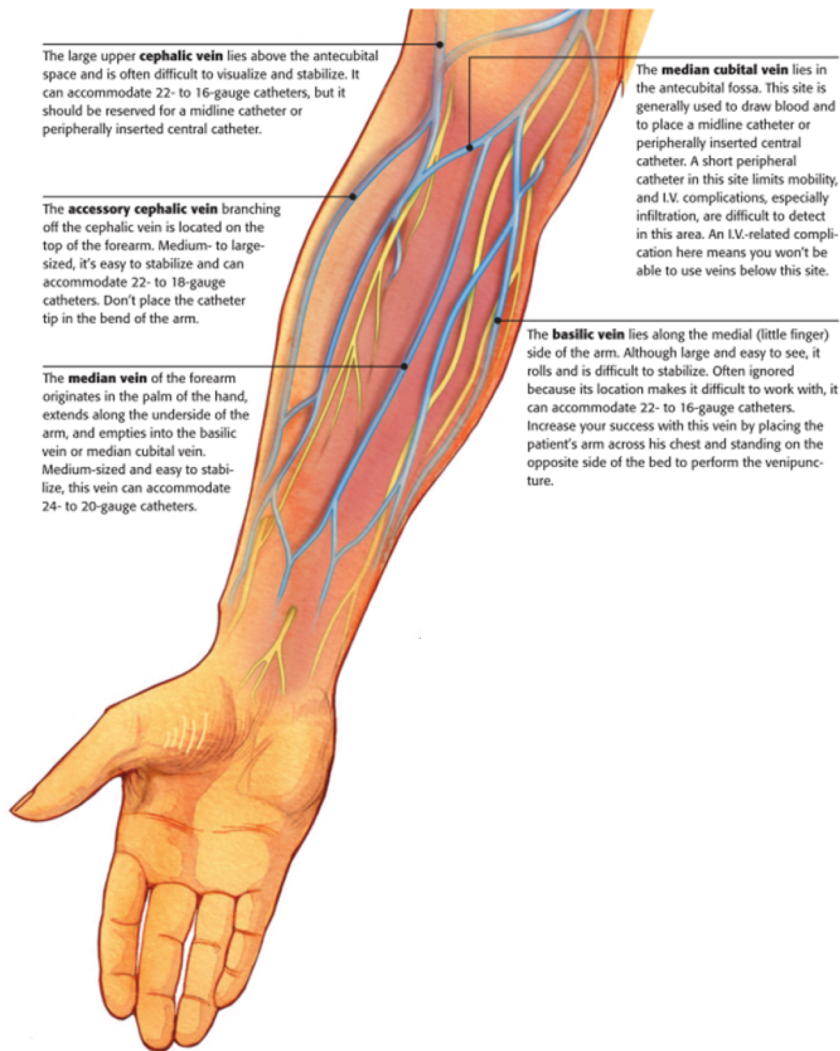 The large upper cephalic vein lies above the antecubital
space and is often difficult to visualize and stabilize. It
can accommodate 22- to 16-gauge catheters, but it
should be reserved for a midline catheter or
peripherally inserted central catheter.
The accessory cephalic vein branching
off the cephalic vein is located on the
top of the forearm. Medium- to large-
sized, it's easy to stabilize and can
accommodate 22- to 18-gauge
catheters. Don't place the catheter
tip in the bend of the arm.
The median vein of the forearm
originates in the palm of the hand,
extends along the underside of the
arm, and empties into the basilic
vein or median cubital vein.
Medium-sized and easy to stabi-
lize, this vein can accommodate
24- to 20-gauge catheters.
The median cubital vein lies in
the antecubital fossa. This site is
generally used to draw blood and
to place a midline catheter or
peripherally inserted central
catheter. A short peripheral
catheter in this site limits mobility,
and I.V. complications, especially
infiltration, are difficult to detect
in this area. An I.V.-related compli-
cation here means you won't be
able to use veins below this site.
The basilic vein lies along the medial (little finger)
side of the arm. Although large and easy to see, it
rolls and is difficult to stabilize. Often ignored
because its location makes it difficult to work with, it
can accommodate 22- to 16-gauge catheters.
Increase your success with this vein by placing the
patient's arm across his chest and standing on the
opposite side of the bed to perform the venipunc-
ture.